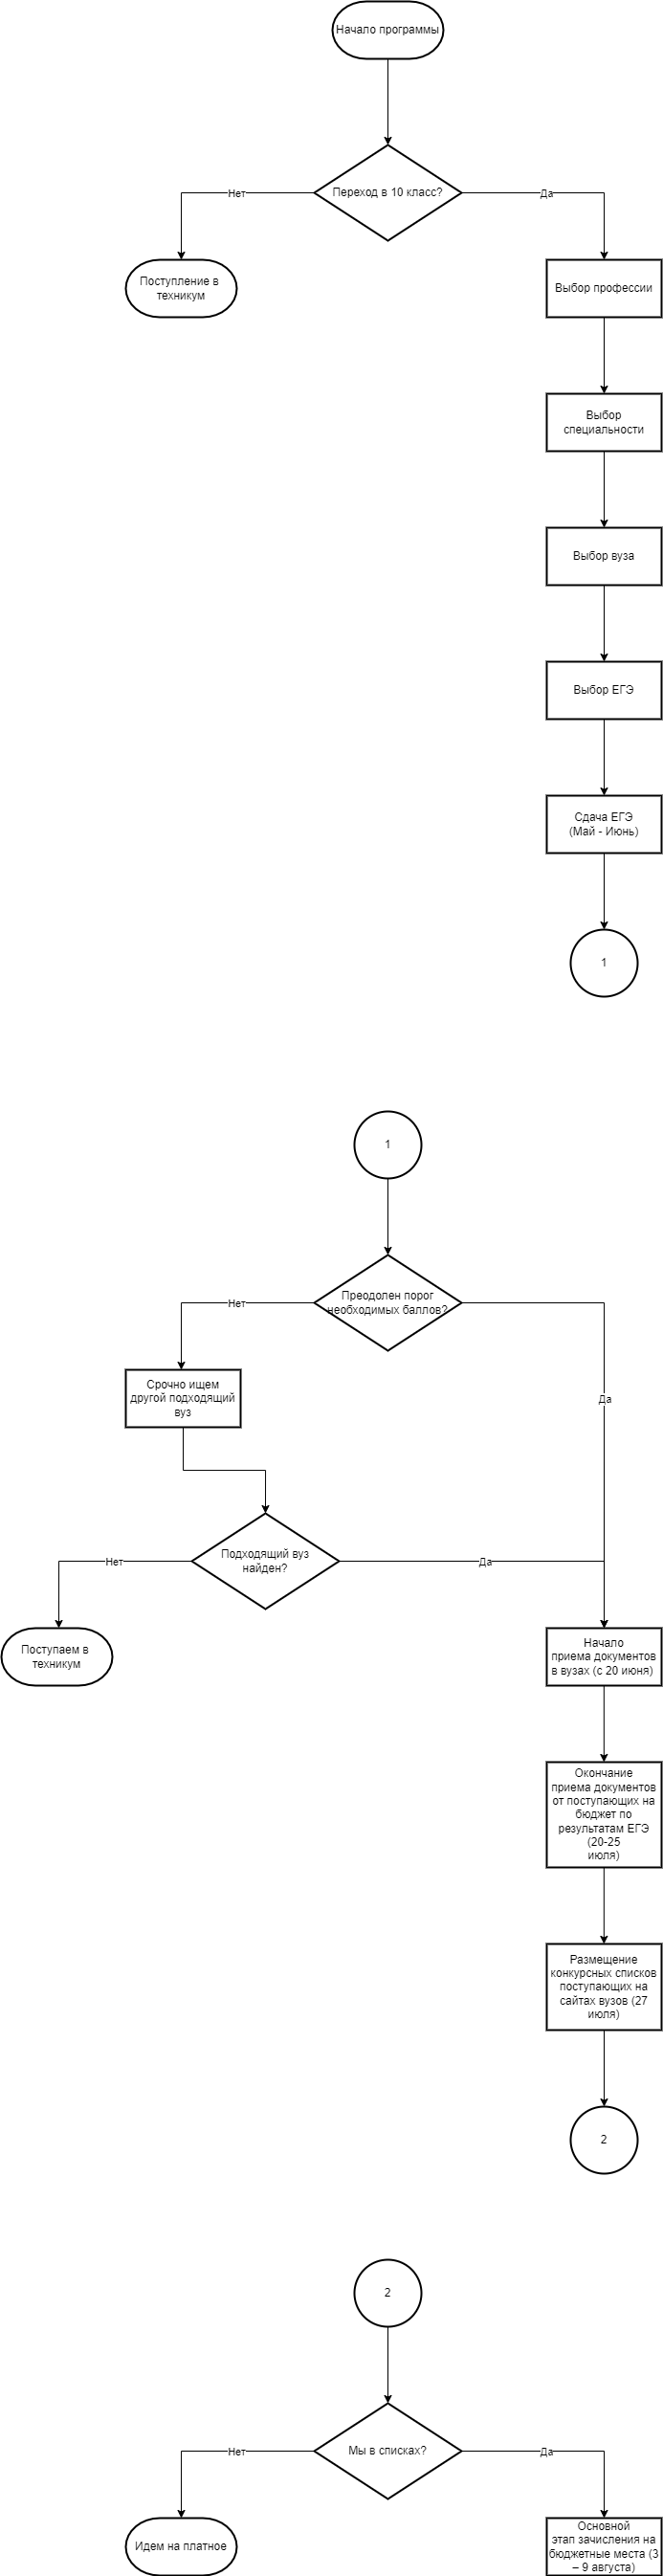 Начало программы
Переход в 10 класс?
Нет
Да
Поступление в
техникум
Выбор профессии
Выбор
специальности
Выбор вуза
Выбор ЕГЭ
Сдача ЕГЭ
(Май - Июнь)
1
1
Преодолен порог
необходимых баллов?
Нет
Срочно ищем
другой подходящий
вуз
Да
Подходящий вуз
найден?
Нет
Да
Поступаем в
техникум
Начало
приема документов
в вузах (с 20 июня)
Окончание
приема документов
от поступающих на
бюджет по
результатам ЕГЭ
(20-25
июля)
Размещение
конкурсных списков
поступающих на
сайтах вузов (27
июля)
2
2
Мы в списках?
Нет
Да
Идем на платное
Основной
этап зачисления на
бюджетные места (3
– 9 августа)